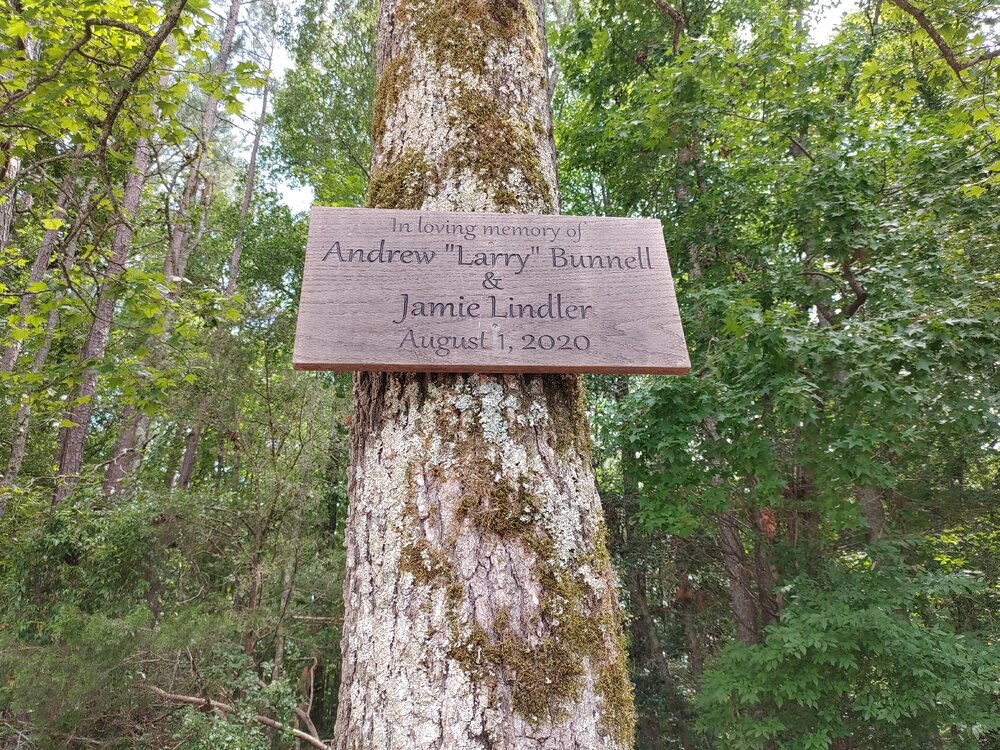 In loving memory of
Andrew "Larry" Bunnell
&
Jamie Lindler
August 1, 2020